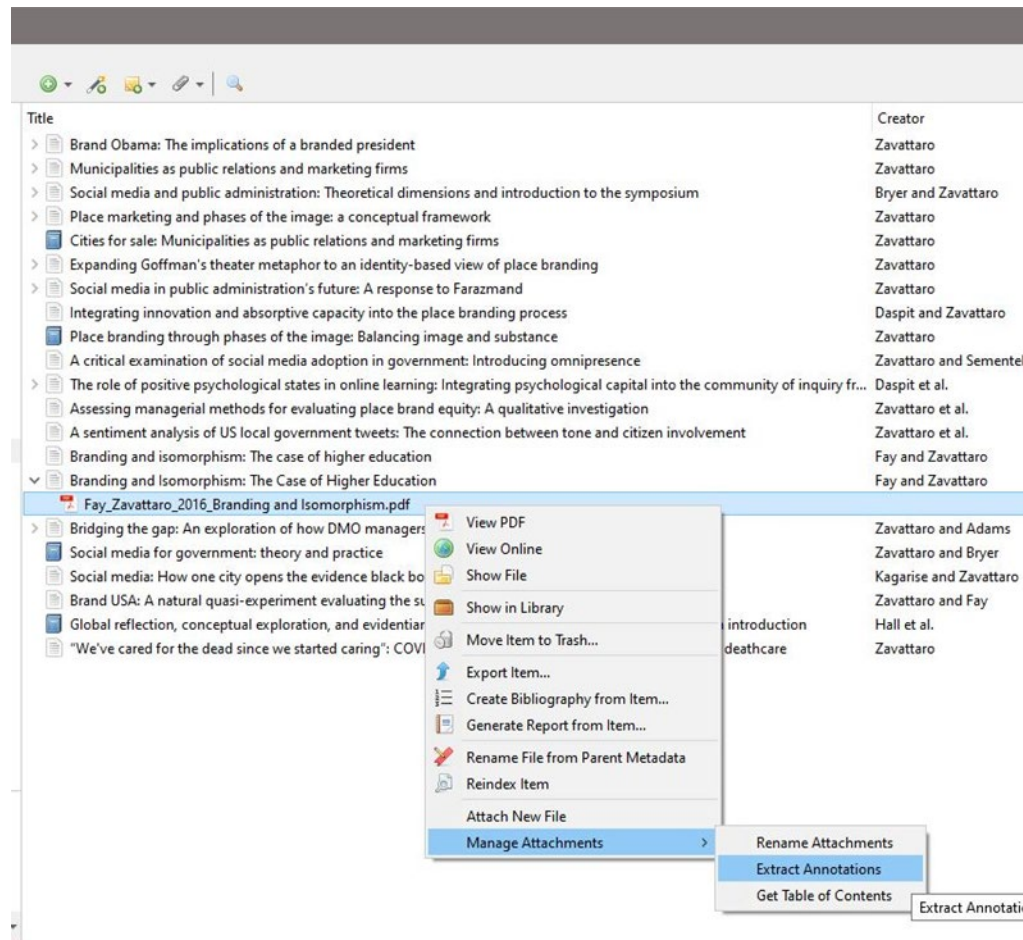 Title Creator
Brand Obama: The implications of a branded president Zavattaro
Municipalities as public relations and marketing firms Zavattaro
Social media and public administration: Theoretical dimensions and introduction to the symposium Bryer and Zavattaro
Place marketing and phases of the image: a conceptual framework Zavattaro
Cities for sale: Municipalities as public relations and marketing firms Zavattaro
Expanding Goffman's theater metaphor to an identity-based view of place branding Zavattaro
Social media in public administration's future: A response to Farazmand Zavattaro
Integrating innovation and absorptive capacity into the place branding process Daspit and Zavattaro
Place branding through phases of the image: Balancing image and substance Zavattaro
A critical examination of social media adoption in government: Introducing omnipresence Zavattaro and Sementel
The role of positive psychological states in online learning: Integrating psychological capital into the community of inquiry fr... Daspit et al.
Assessing managerial methods for evaluating place brand equity: A qualitative investigation Zavattaro et al.
A sentiment analysis of US local government tweets: The connection between tone and citizen involvement Zavattaro et al.
Branding and isomorphism: The case of higher education Fay and Zavattaro
Branding and Isomorphism: The Case of Higher Education Fay and Zavattaro
Fay_Zavattaro_2016_Branding and Isomorphism.pdf
Bridging the gap: An exploration of how DMO managers Zavattaro and Adams
Social media for government: theory and practice Zavattaro and Bryer
Social media: How one city opens the evidence black bo Kagarise and Zavattaro
Brand USA: A natural quasi-experiment evaluating the su Zavattaro and Fay
Global reflection, conceptual exploration, and evidentiar introduction Hall et al.
"We've cared for the dead since we started caring": COVI deathcare Zavattaro
View PDF
View Online
Show File
Show in Library
Move Item to Trash...
Export Item...
Create Bibliography from Item...
Generate Report from Item...
Rename File from Parent Metadata
Reindex Item
Attach New File
Manage Attachments
Rename Attachments
Extract Annotations
Get Table of Contents
Extract Annotati